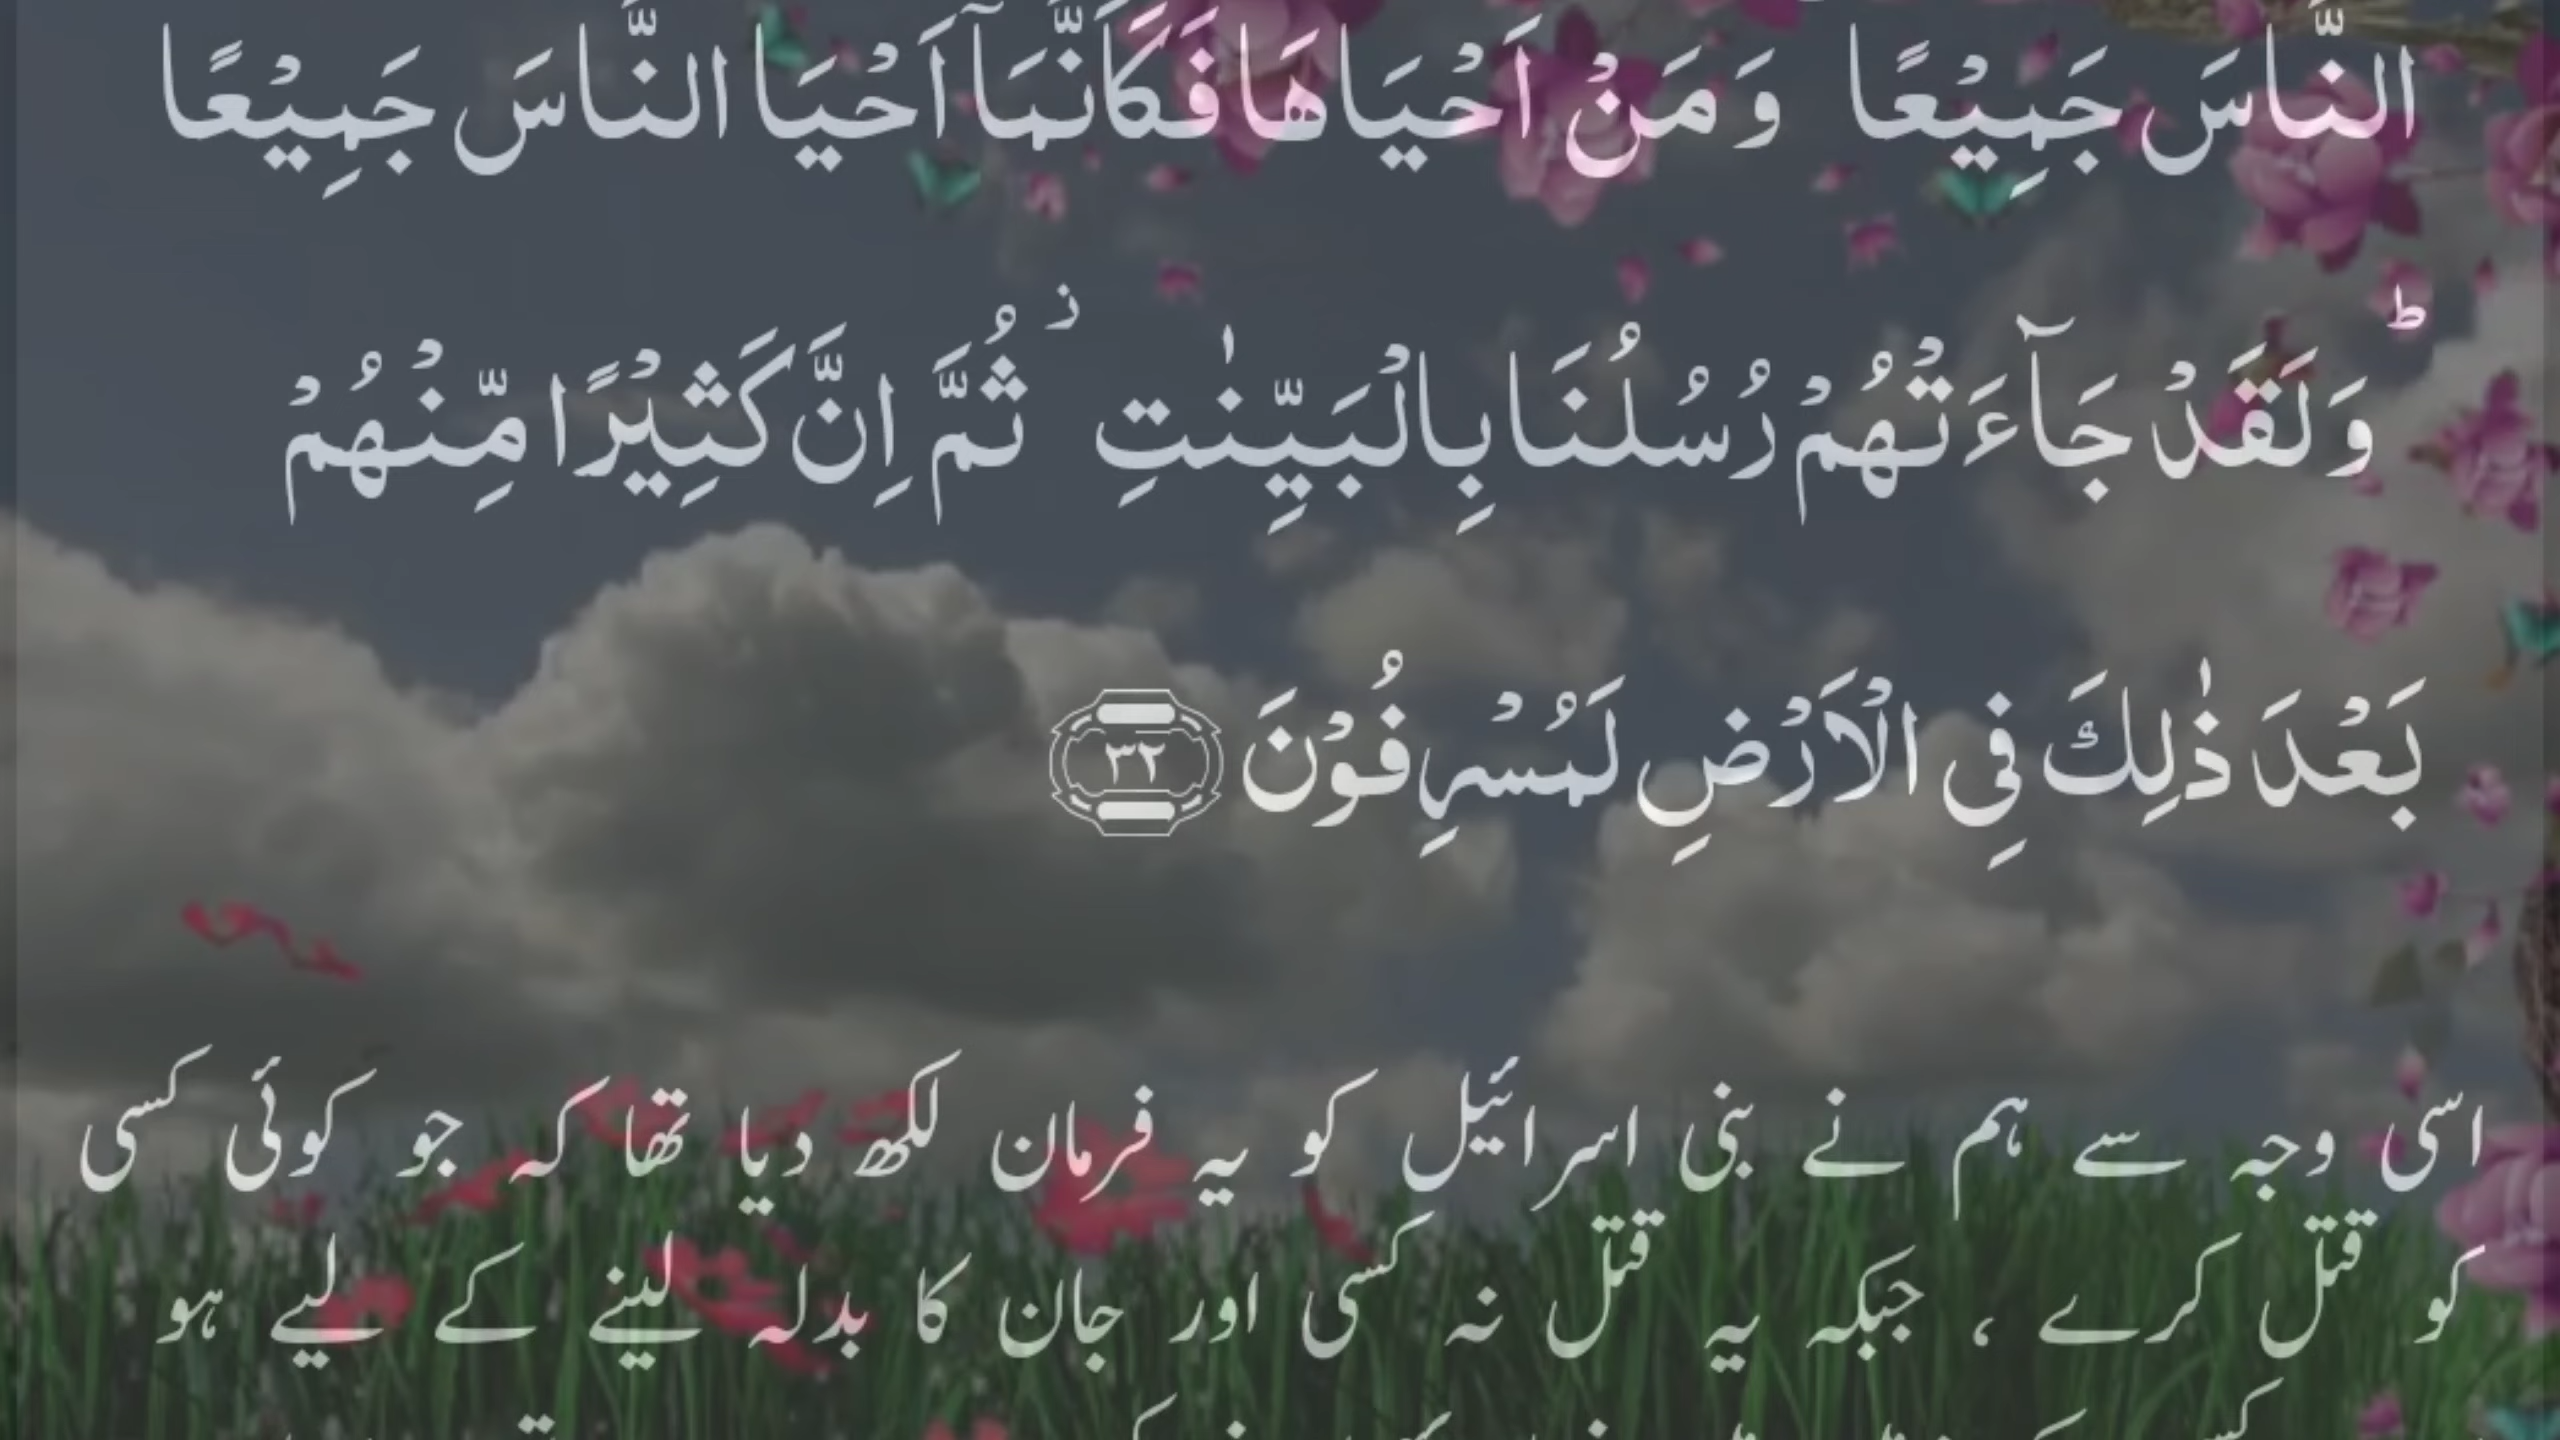 النَّاسَ جَمِيْعًا وَمَنْ اَحْيَاهَا فَكَاَنَّمَاۤ اَحْيَا النَّاسَ جَمِيْعًا
ؕ وَلَقَدْ جَآءَتْهُمْ رُسُلُنَا بِالْبَيِّنٰتِ ؗ ثُمَّ اِنَّ كَثِيْرًا مِّنْهُمْ
بَعْدَ ذٰلِكَ فِي الْاَرْضِ لَمُسْرِفُوْنَ ٣٢
اسی وجہ سے ہم نے بنی اسرائیل کو یہ فرمان لکھ دیا تھا کہ جو کوئی کسی
کو قتل کرے ، جبکہ یہ قتل نہ کسی اور جان کا بدلہ لینے کے لیے ہو